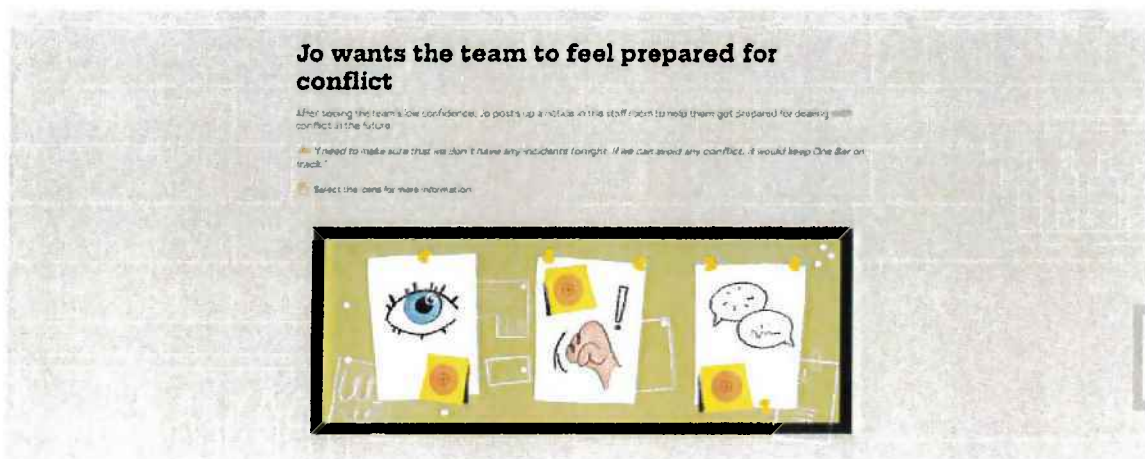 Jo wants the team to feel prepared for
conflict
After seeing the team's low confidence, Jo posts up a notice in the staff room to help them get prepared for dealing with
conflict in the future.
"I need to make sure that we don't have any incidents tonight. If we can avoid any conflict, it would keep One Bar on
track."
Select the icons for more information.